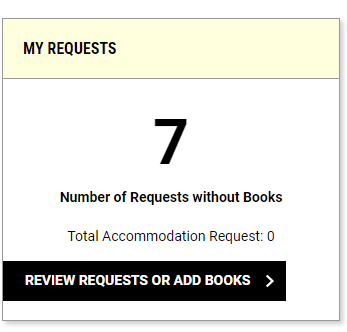 MY REQUESTS
7
Number of Requests without Books
Total Accommodation Request: 0
REVIEW REQUESTS OR ADD BOOKS